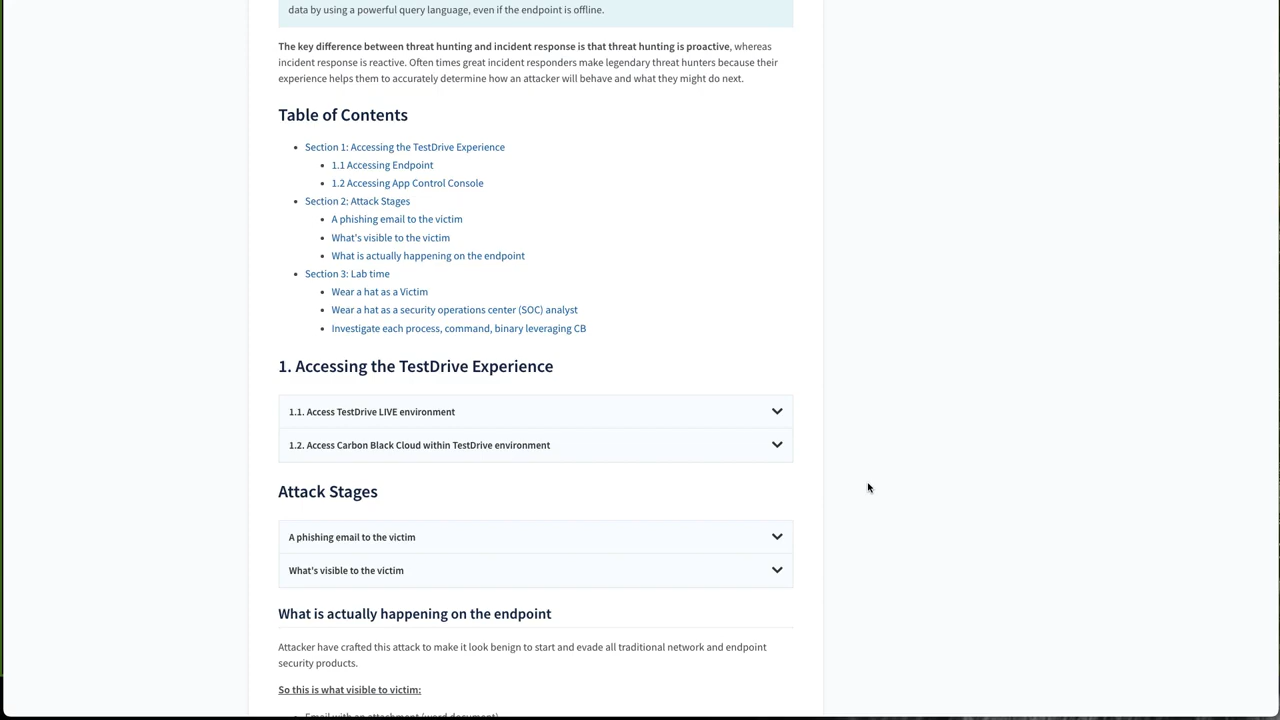 data by using a powerful query language, even if the endpoint is offline.
The key difference between threat hunting and incident response is that threat hunting is proactive, whereas
incident response is reactive. Often times great incident responders make legendary threat hunters because their
experience helps them to accurately determine how an attacker will behave and what they might do next.
Table of Contents
Section 1: Accessing the TestDrive Experience
1.1 Accessing Endpoint
1.2 Accessing App Control Console
Section 2: Attack Stages
A phishing email to the victim
What's visible to the victim
What is actually happening on the endpoint
Section 3: Lab time
Wear a hat as a Victim
Wear a hat as a security operations center (SOC) analyst
Investigate each process, command, binary leveraging CB
1. Accessing the TestDrive Experience
1.1. Access TestDrive LIVE environment
1.2. Access Carbon Black Cloud within TestDrive environment
Attack Stages
A phishing email to the victim
What's visible to the victim
What is actually happening on the endpoint
Attacker have crafted this attack to make it look benign to start and evade all traditional network and endpoint
security products.
So this is what visible to victim:
Email with an attachment (word document)